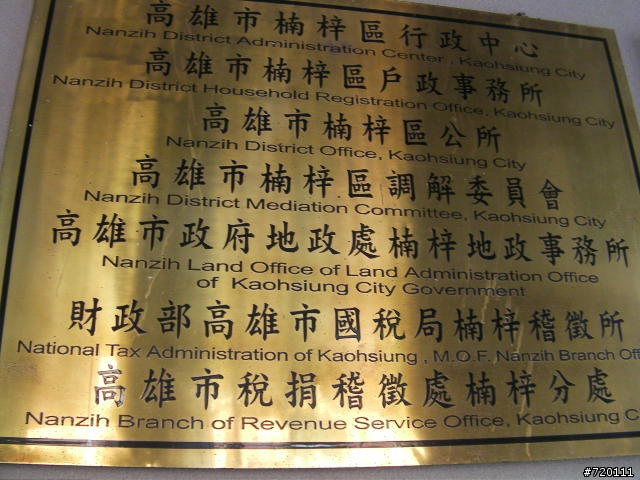 高雄市楠梓區行政中心
Nanzih District Administration Center, Kaohsiung City
高雄市楠梓區戶政事務所
Nanzih District Household Registration Office, Kaohsiung City
高雄市楠梓區公所
Nanzih District Office, Kaohsiung City
高雄市楠梓區調解委員會
Nanzih District Mediation Committee, Kaohsiung City
高雄市政府地政處楠梓地政事務所
Nanzih Land Office of Land Administration Office
of Kaohsiung City Government
財政部高雄市國稅局楠梓稽徵所
National Tax Administration of Kaohsiung , M.O.F. Nanzih Branch Off
高雄市稅捐稽徵處楠梓分處
Nanzih Branch of Revenue Service Office, Kaohsiung C
#720111